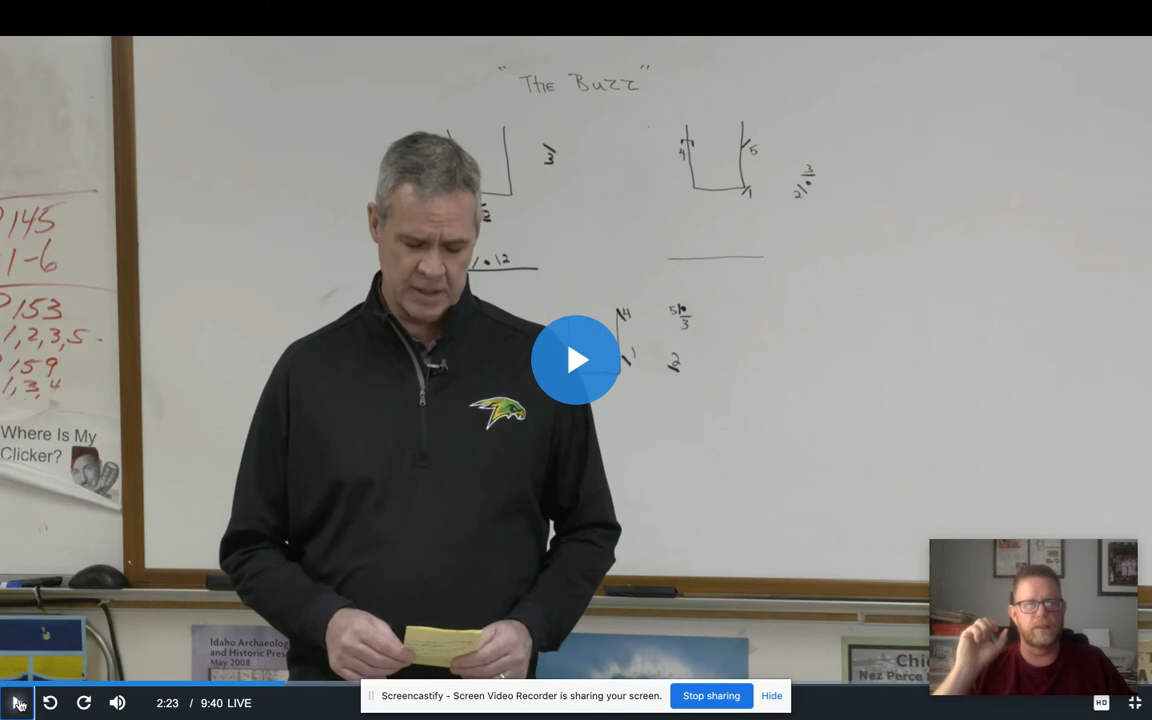 "The Buzz"
3
4
5
3
2
1
2
1 • 12
145
1-6
153
1, 2, 3, 5
159
1, 3, 4
4
1
5
3
2
Where Is My
Clicker?
Idaho Archaeolog
and Historic Pres
May 2008
Chi
Nez Perce
Screencastify - Screen Video Recorder is sharing your screen.
Stop sharing
Hide
2:23 / 9:40 LIVE
HD